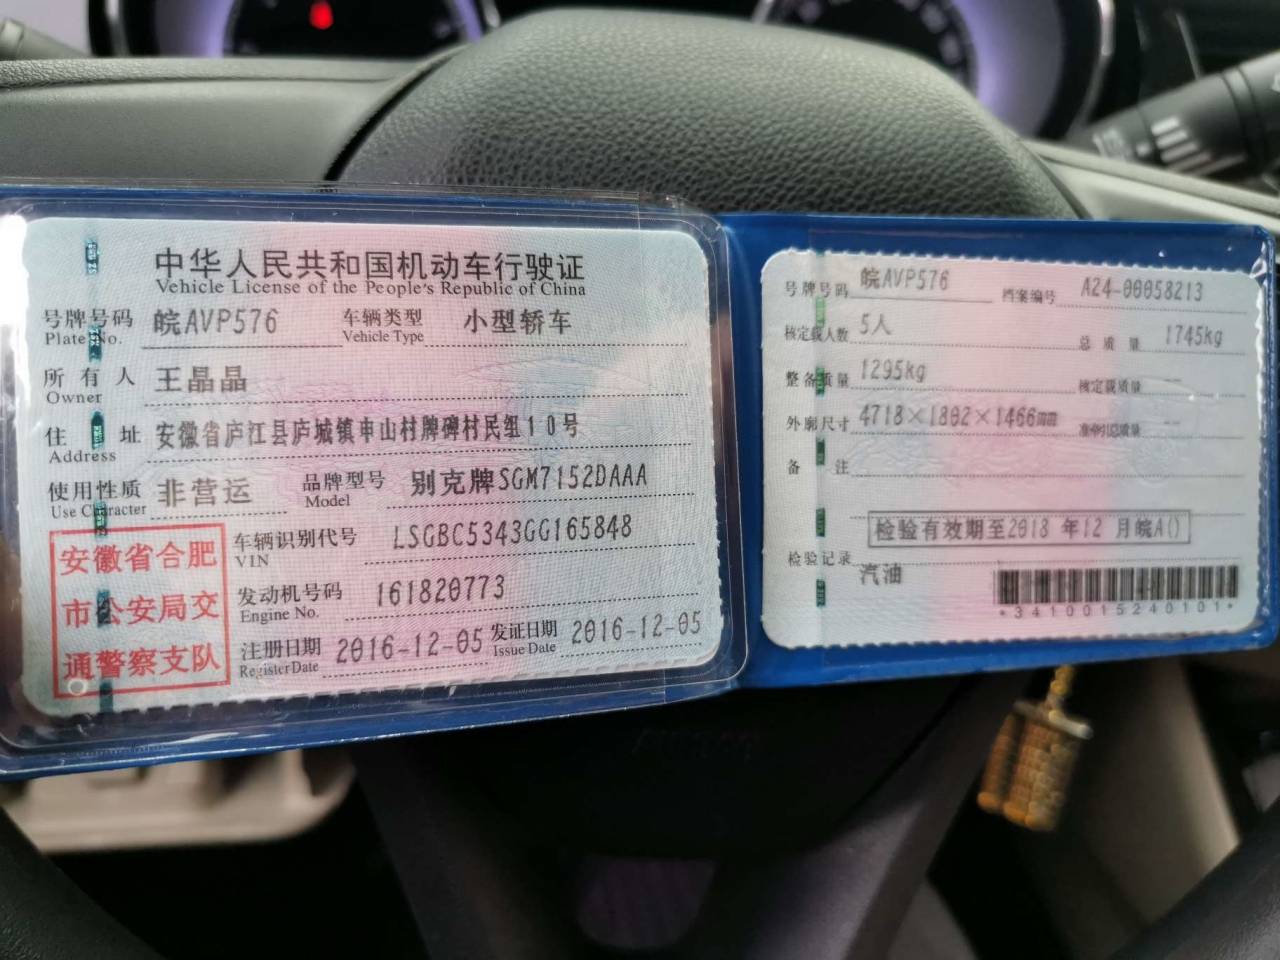 中华人民共和国机动车行驶证
Vehicle License of the People's Republic of China
号牌号码 皖AVP576 车辆类型 小型轿车
Plate No. Vehicle Type
所有人 王晶晶
Owner
住址 安徽省庐江县庐城镇申山村牌碑村民组10号
Address
使用性质 非营运 品牌型号 别克牌SGM7152DAAA
Use Character Model
安徽省合肥
市公安局交
通警察支队
车辆识别代号 LSGBC5343GG165848
VIN
发动机号码 161820773
Engine No.
注册日期 2016-12-05 发证日期 2016-12-05
Register Date Issue Date
号牌号码 皖AVP576 档案编号 A24-00058213
核定载人数 5人 总质量 1745kg
整备质量 1295kg 核定载质量 --
外廓尺寸 4718×1802×1466mm 准牵引总质量 --
备注
检验有效期至2018 年12 月皖A()
检验记录
汽油
*3410015240101*